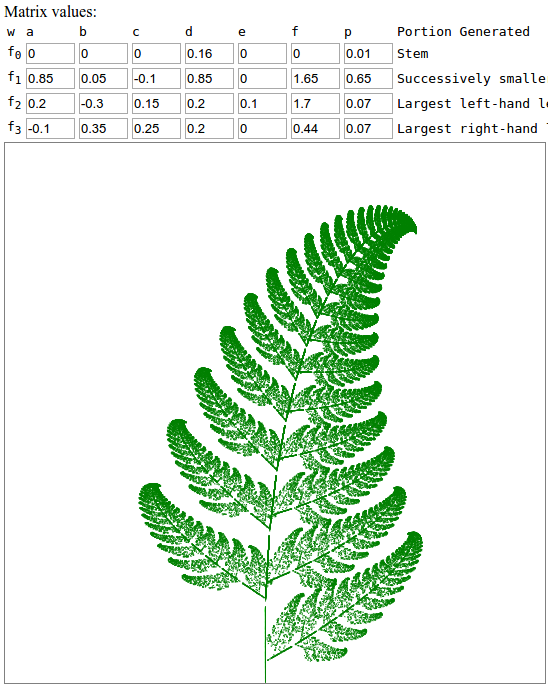 Matrix values:
w a b c d e f p Portion Generated
f0 0 0 0 0.16 0 0 0.01 Stem
f1 0.85 0.05 -0.1 0.85 0 1.65 0.65 Successively smalle
f2 0.2 -0.3 0.15 0.2 0.1 1.7 0.07 Largest left-hand
f3 -0.1 0.35 0.25 0.2 0 0.44 0.07 Largest right-hand